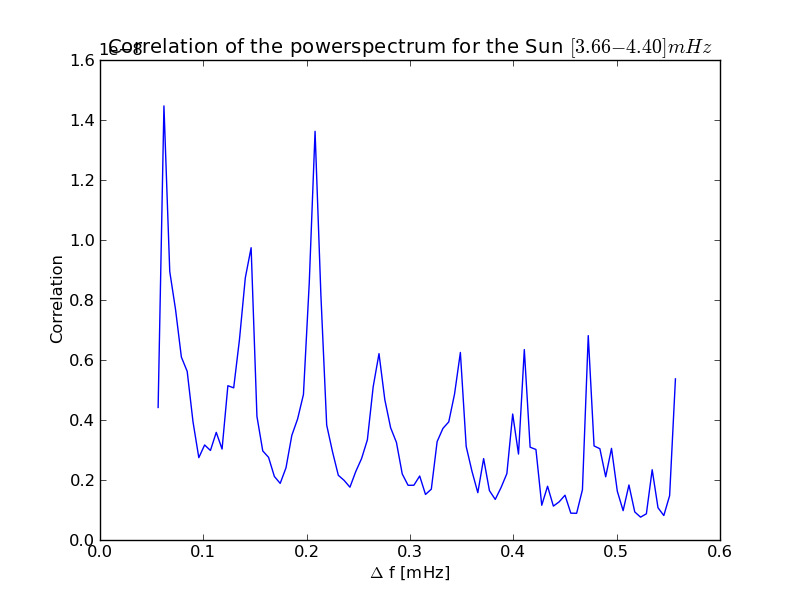 Correlation of the powerspectrum for the Sun [3.66−4.40]mHz
1e−8
1.6
1.4
1.2
1.0
0.8
0.6
0.4
0.2
0.0
Correlation
0.0 0.1 0.2 0.3 0.4 0.5 0.6
Δ f [mHz]